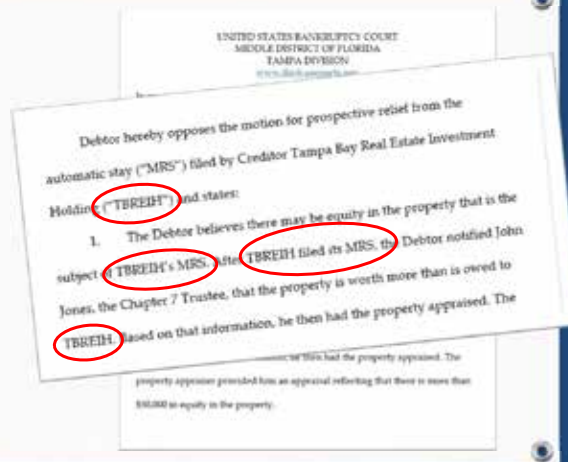 UNITED STATES BANKRUPTCY COURT
MIDDLE DISTRICT OF FLORIDA
TAMPA DIVISION
Debtor hereby opposes the motion for prospective relief from the
automatic stay ("MRS") filed by Creditor Tampa Bay Real Estate Investment
Holding ("TBREIH") and states:
1. The Debtor believes there may be equity in the property that is the
subject of TBREIH's MRS. After TBREIH filed its MRS, the Debtor notified John
Jones, the Chapter 7 Trustee, that the property is worth more than is owed to
TBREIH. Based on that information, he then had the property appraised. The
he then had the property appraised. The
property appraiser provided him an appraisal reflecting that there is more than
$50,000 in equity in the property.